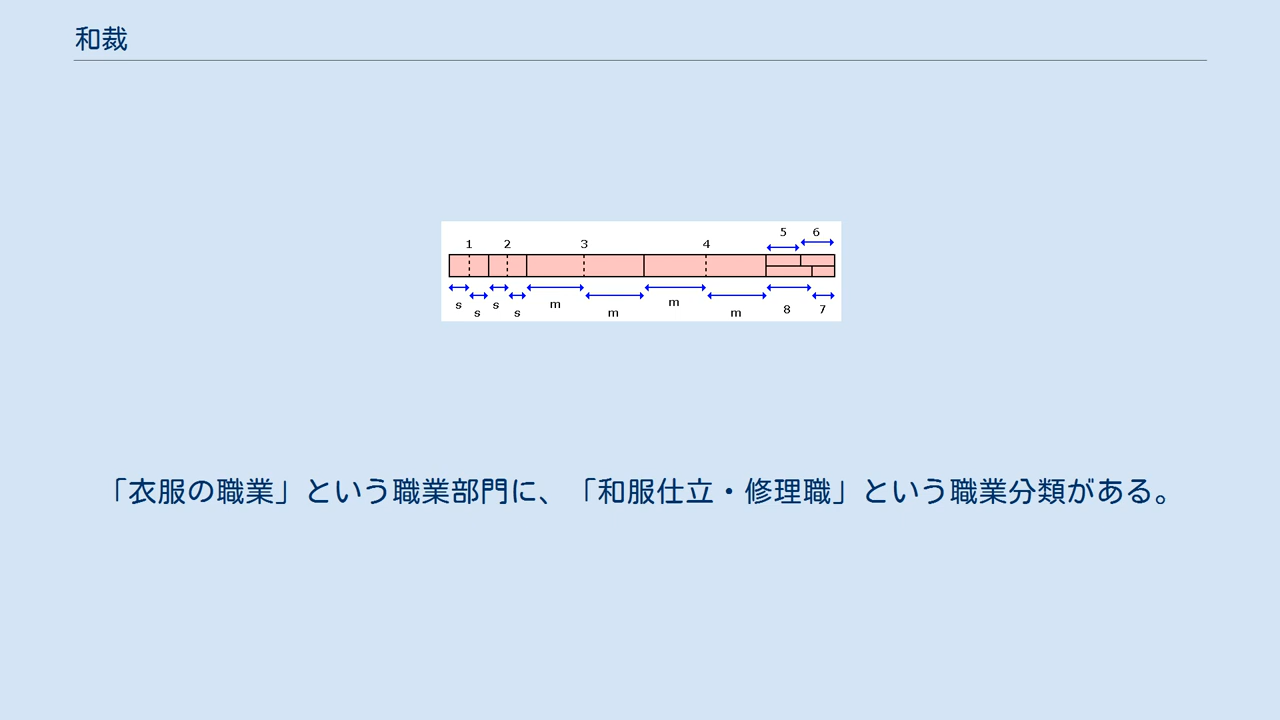 和裁
5 6
1 2 3 4
s s m m
s s m m
8 7
「衣服の職業」という職業部門に、「和服仕立・修理職」という職業分類がある。